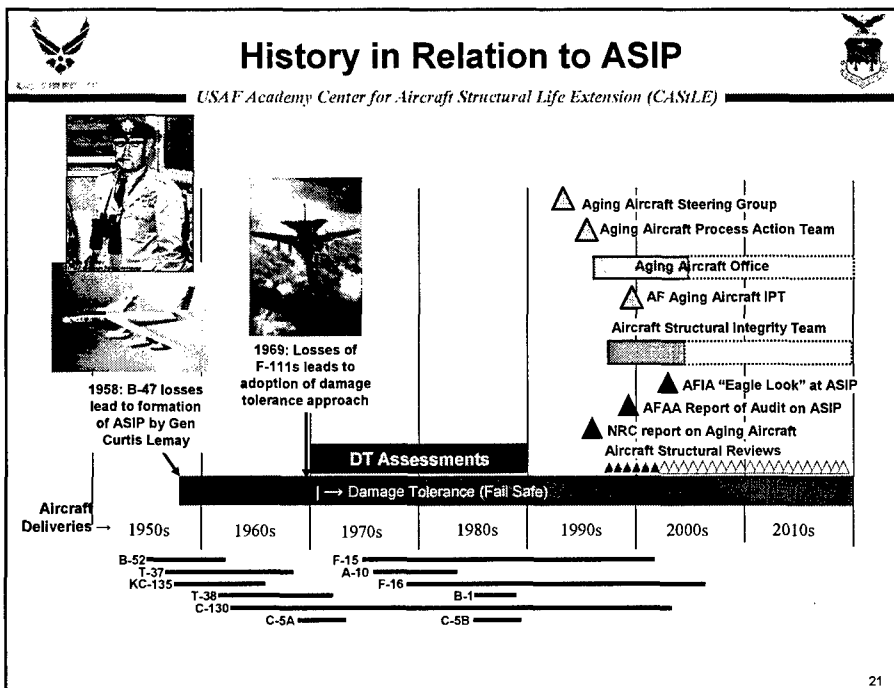 History in Relation to ASIP
USAF Academy Center for Aircraft Structural Life Extension (CAStLE)
1958: B-47 losses
lead to formation
of ASIP by Gen
Curtis Lemay
1969: Losses of
F-111s leads to
adoption of damage
tolerance approach
Aging Aircraft Steering Group
Aging Aircraft Process Action Team
Aging Aircraft Office
AF Aging Aircraft IPT
Aircraft Structural Integrity Team
AFIA “Eagle Look” at ASIP
AFAA Report of Audit on ASIP
NRC report on Aging Aircraft
Aircraft Structural Reviews
DT Assessments
|→ Damage Tolerance (Fail Safe)
Aircraft
Deliveries →
1950s 1960s 1970s 1980s 1990s 2000s 2010s
B-52
T-37
KC-135
T-38
C-130
C-5A
F-15
A-10
F-16
B-1
C-5B
21